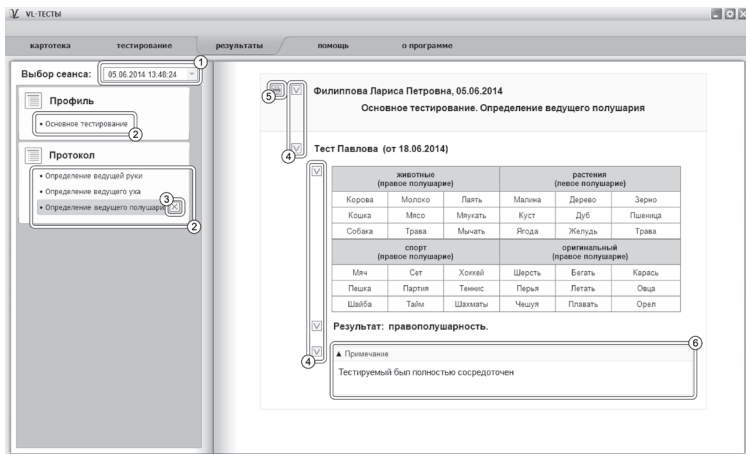 VL-ТЕСТЫ
картотека тестирование результаты помощь о программе
Выбор сеанса: 05.06.2014 13:48:24
1
Профиль
• Основное тестирование
2
Протокол
• Определение ведущей руки
• Определение ведущего уха
• Определение ведущего полушария
3
2
5
Филиппова Лариса Петровна, 05.06.2014
Основное тестирование. Определение ведущего полушария
4
Тест Павлова (от 18.06.2014)
животные растения
(правое полушарие) (левое полушарие)
Корова Молоко Лаять Малина Дерево Зерно
Кошка Мясо Мяукать Куст Дуб Пшеница
Собака Трава Мычать Ягода Желудь Трава
спорт оригинальный
(правое полушарие) (правое полушарие)
Мяч Сет Хоккей Шерсть Бегать Карась
Пешка Партия Теннис Перья Летать Овца
Шайба Тайм Шахматы Чешуя Плавать Орел
Результат: правополушарность.
4
6
▲ Примечание
Тестируемый был полность сосредоточен